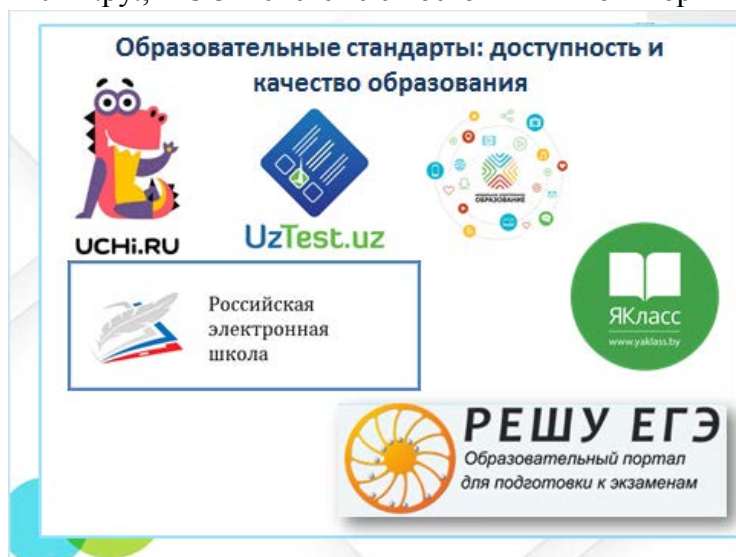 Образовательные стандарты: доступность и
качество образования
UCHi.RU
UzTest.uz
ОБРАЗОВАНИЕ
Российская
электронная
школа
ЯКласс
www.yaklass.by
РЕШУ ЕГЭ
Образовательный портал
для подготовки к экзаменам